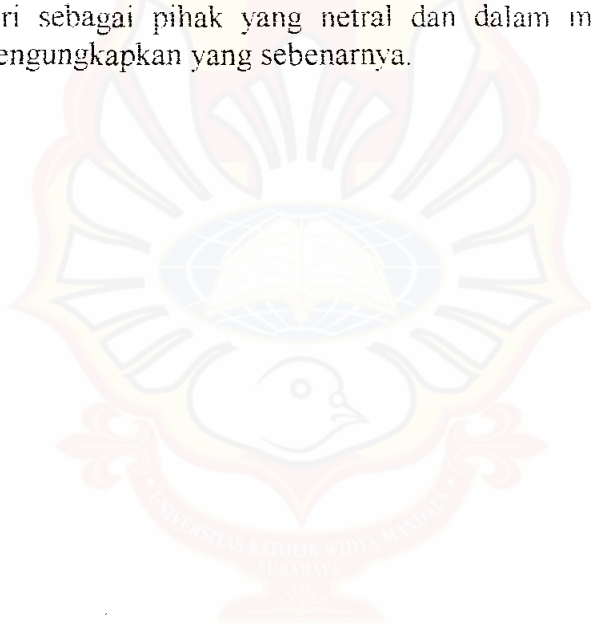 ri sebagai pihak yang netral dan dalam m
engungkapkan yang sebenarnya.
UNIVERSITAS KATOLIK WIDYA MANDALA
SURABAYA